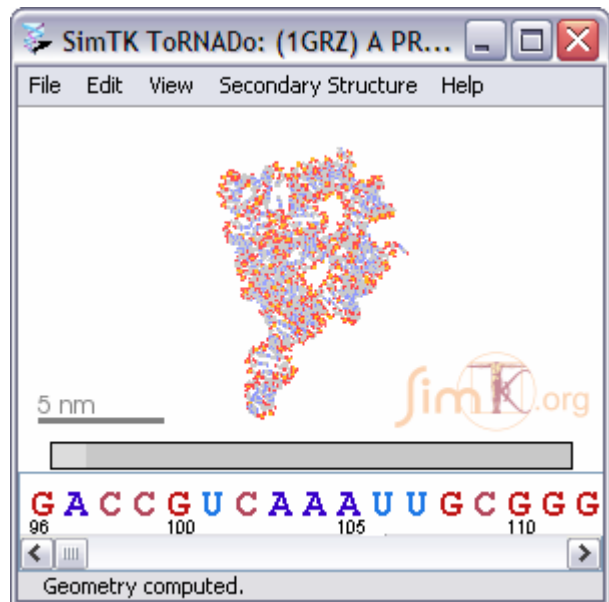 SimTK ToRNADo: (1GRZ) A PR...
File Edit View Secondary Structure Help
5 nm
SimTK.org
G A C C G U C A A A U U G C G G G
96 100 105 110
Geometry computed.